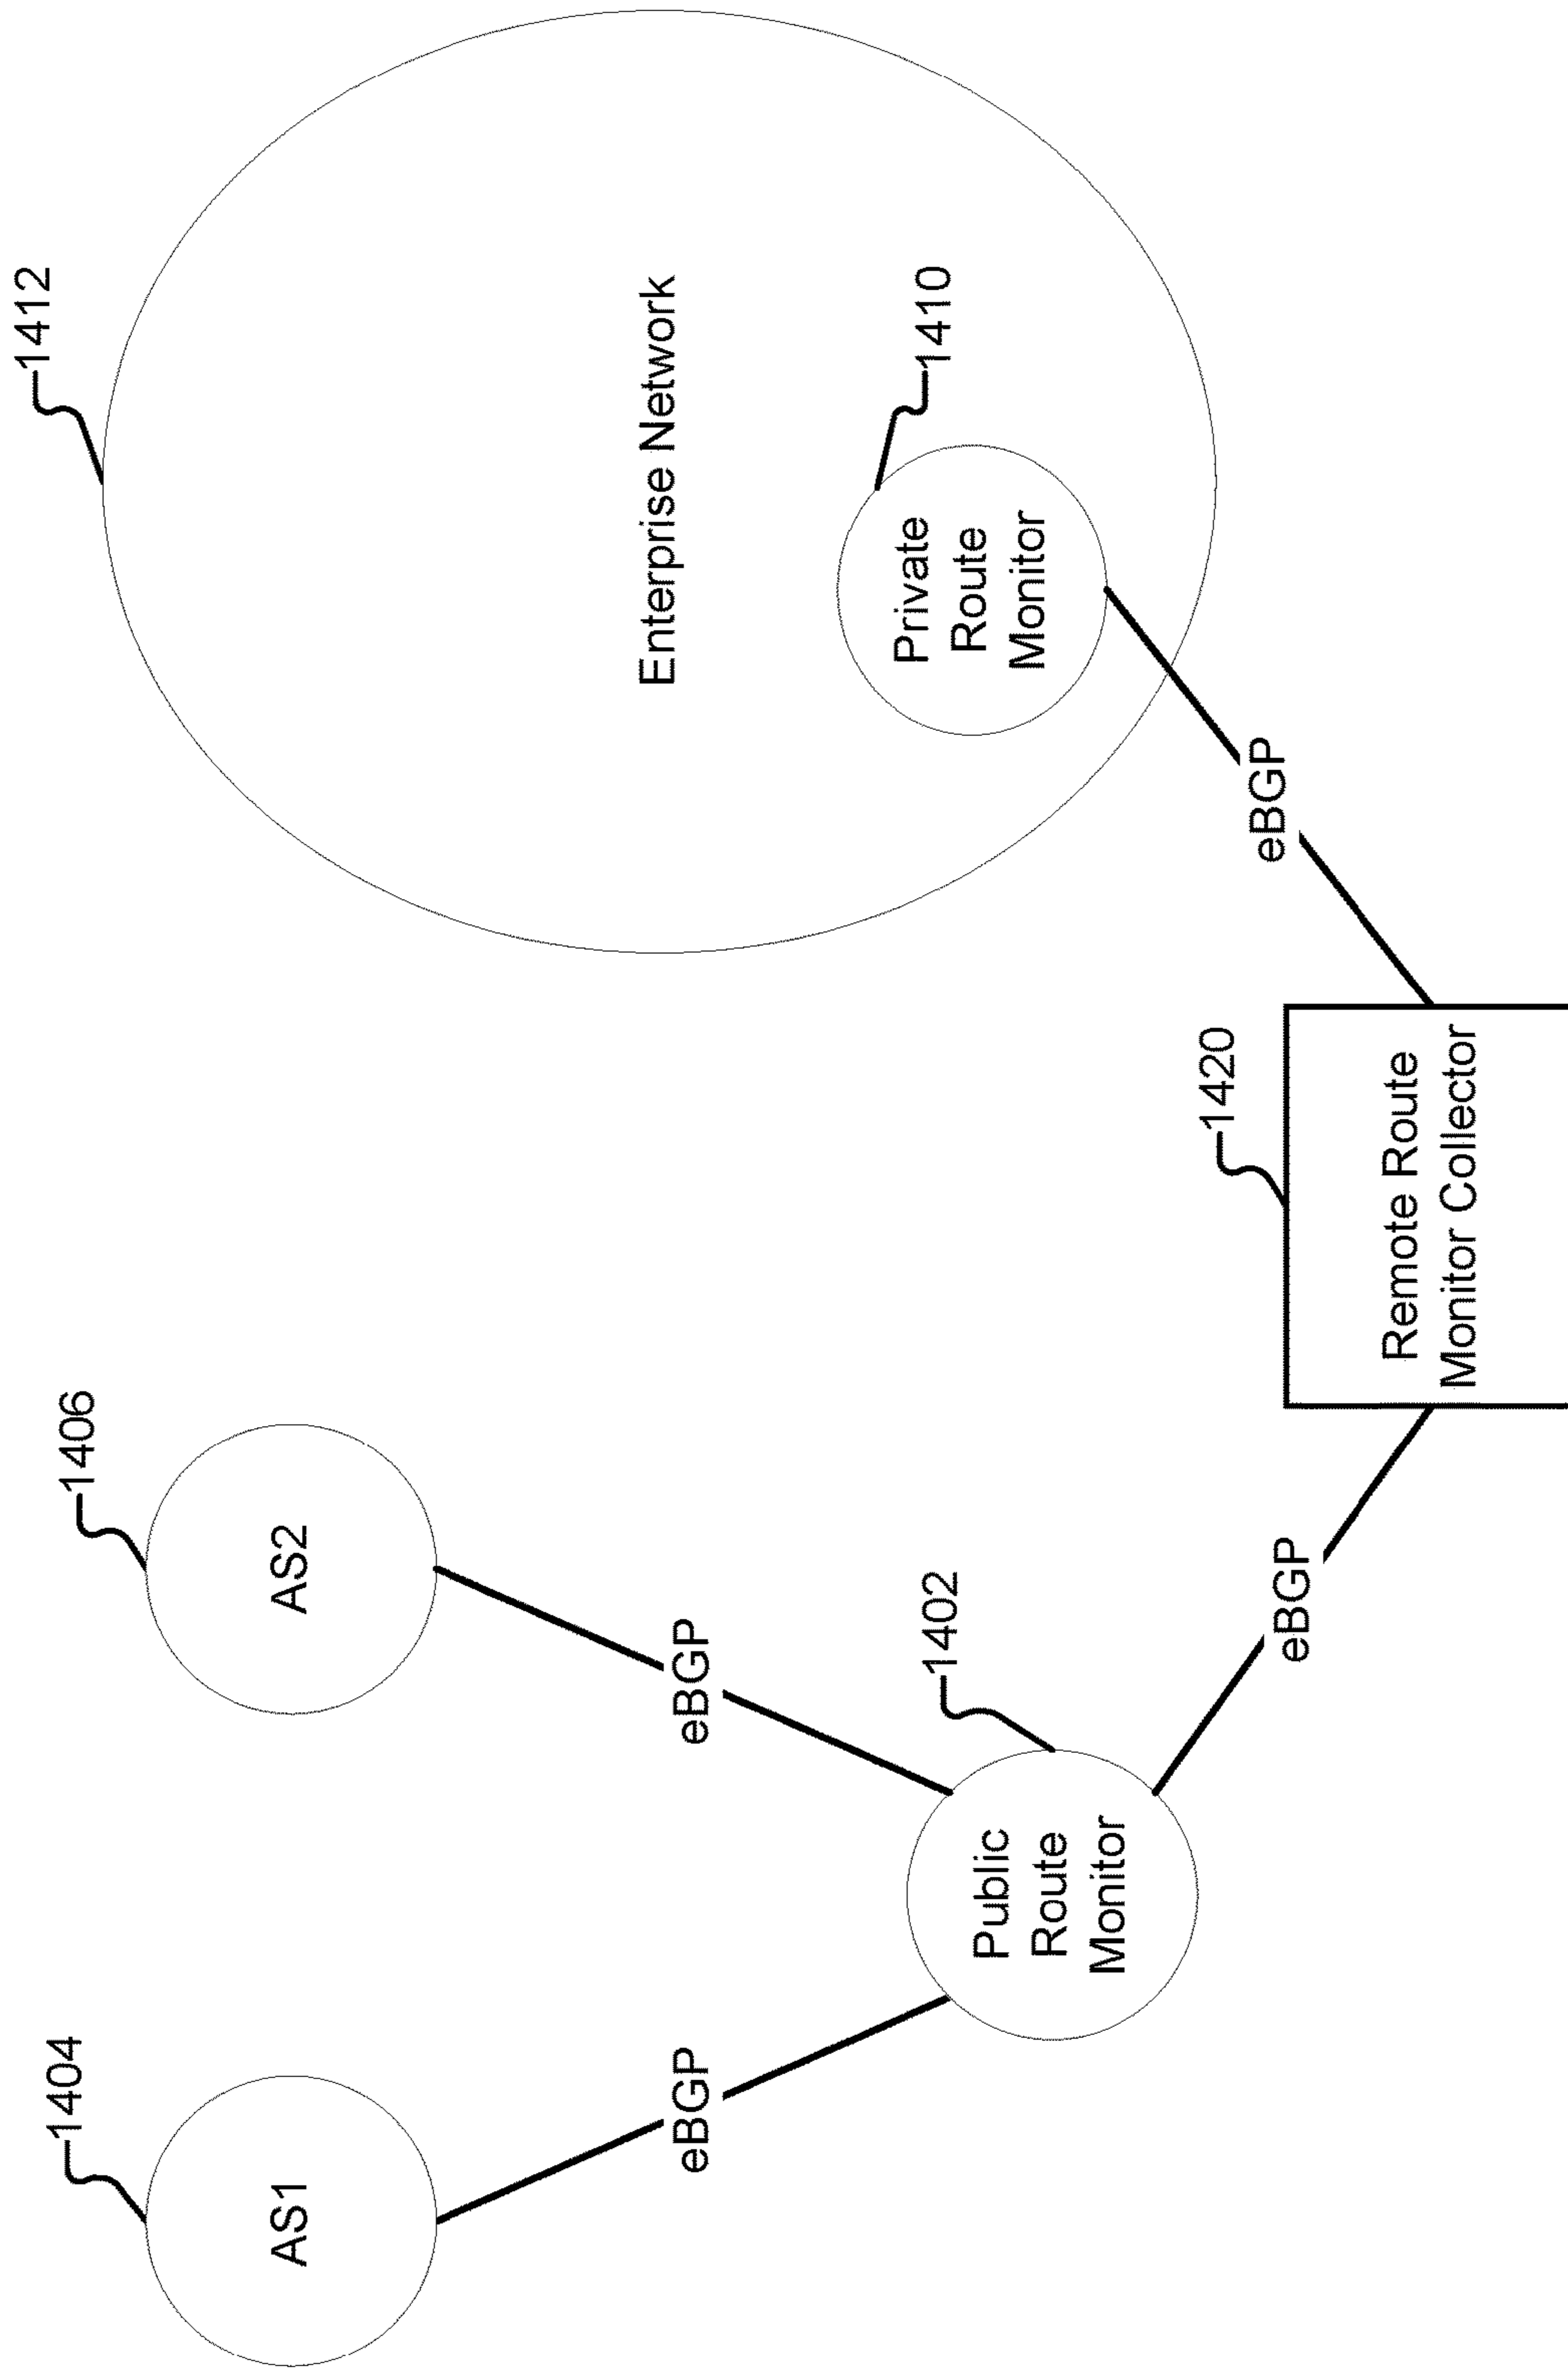 1404
AS1
1406
AS2
1412
Enterprise Network
eBGP
eBGP
1402
Public
Route
Monitor
1410
Private
Route
Monitor
eBGP
eBGP
1420
Remote Route
Monitor Collector